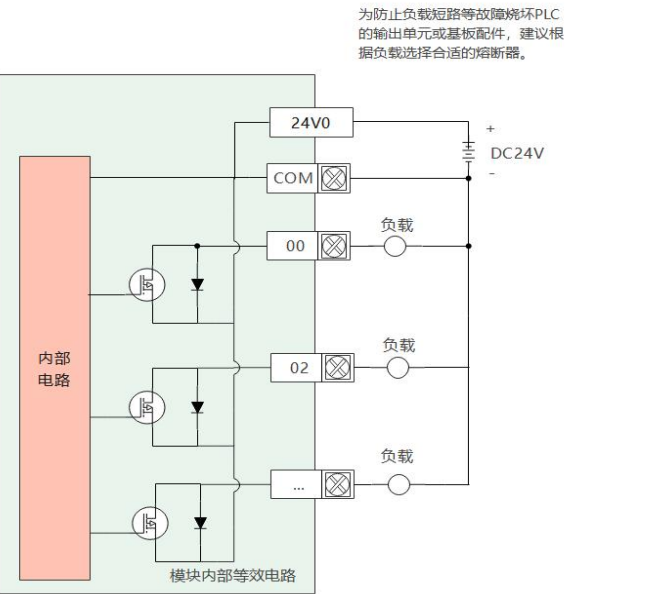 为防止负载短路等故障烧坏PLC
的输出单元或基板配件，建议根
据负载选择合适的熔断器。
24V0
+
DC24V
-
COM
负载
00
负载
02
内部
电路
负载
...
模块内部等效电路